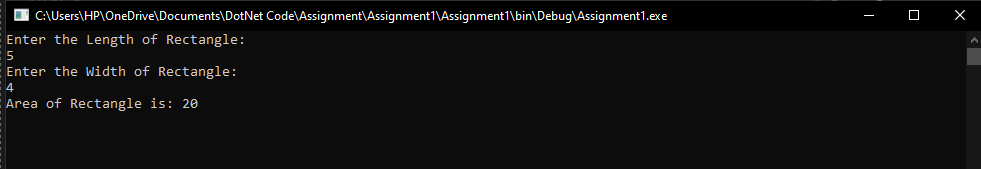 C:\Users\HP\OneDrive\Documents\DotNet Code\Assignment\Assignment1\Assignment1\bin\Debug\Assignment1.exe
Enter the Length of Rectangle:
5
Enter the Width of Rectangle:
4
Area of Rectangle is: 20